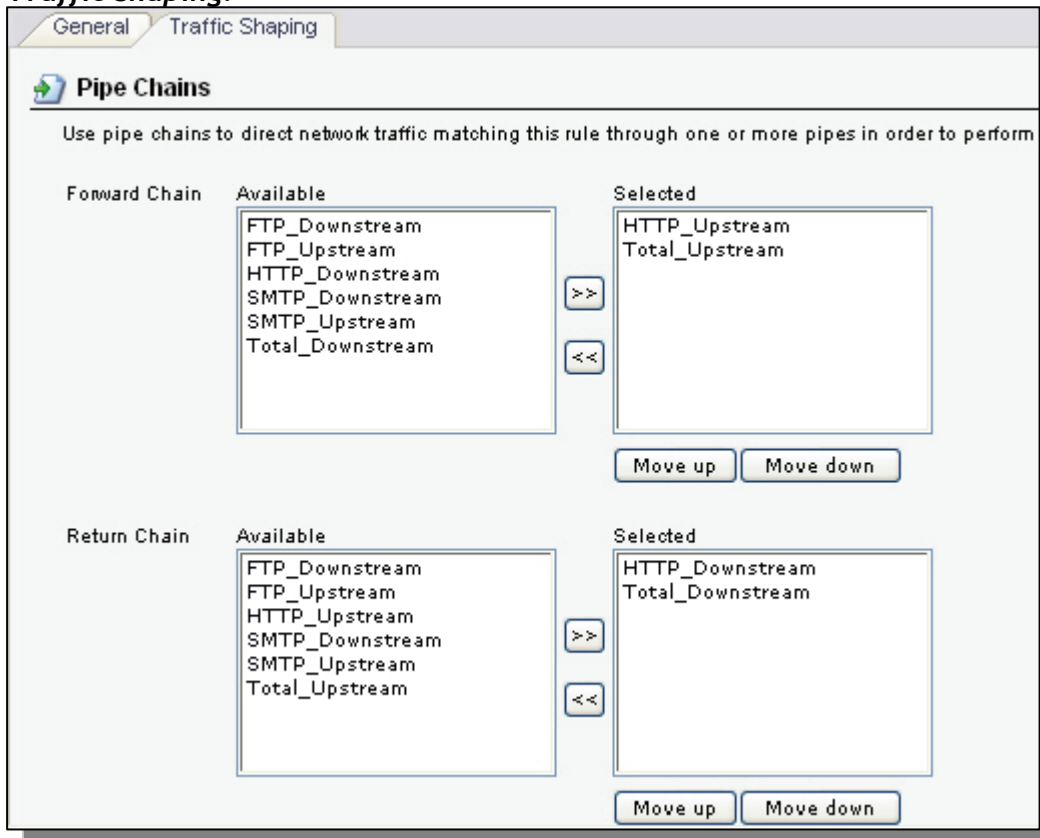 Traffic Shaping:
General Traffic Shaping
Pipe Chains
Use pipe chains to direct network traffic matching this rule through one or more pipes in order to perform
Forward Chain Available Selected
FTP_Downstream
FTP_Upstream
HTTP_Downstream
SMTP_Downstream
SMTP_Upstream
Total_Downstream
>>
<<
HTTP_Upstream
Total_Upstream
Move up Move down
Return Chain Available Selected
FTP_Downstream
FTP_Upstream
HTTP_Upstream
SMTP_Downstream
SMTP_Upstream
Total_Upstream
>>
<<
HTTP_Downstream
Total_Downstream
Move up Move down